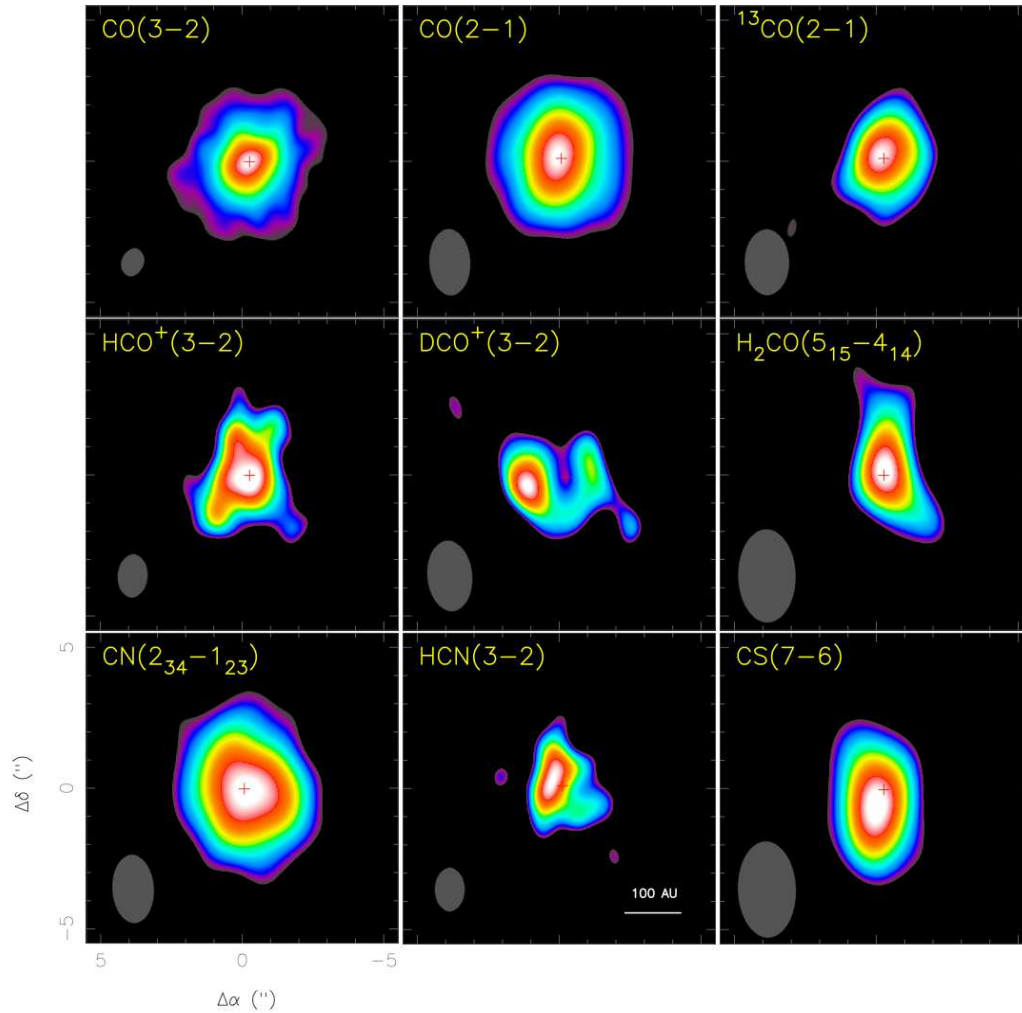 CO(3−2)
CO(2−1)
¹³CO(2−1)
HCO⁺(3−2)
DCO⁺(3−2)
H₂CO(5₁₅−4₁₄)
CN(2₃₄−1₂₃)
HCN(3−2)
CS(7−6)
100 AU
5
0
−5
Δδ (")
5
0
−5
Δα (")